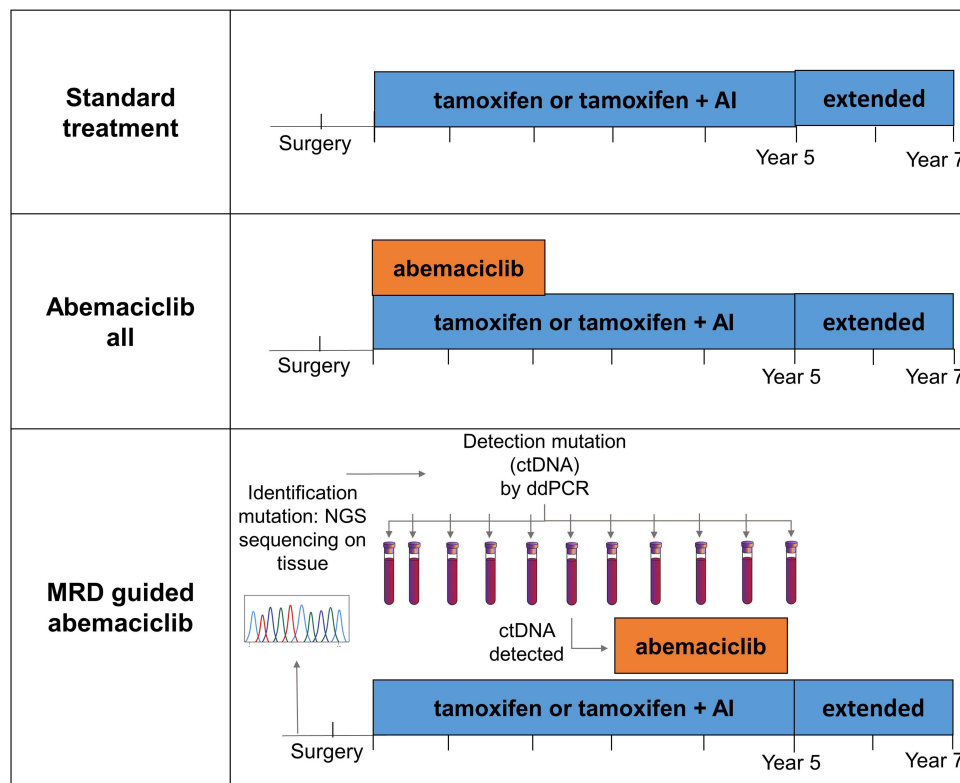 Standard
treatment
tamoxifen or tamoxifen + AI
extended
Surgery
Year 5
Year 7
Abemaciclib
all
abemaciclib
tamoxifen or tamoxifen + AI
extended
Surgery
Year 5
Year 7
MRD guided
abemaciclib
Detection mutation
(ctDNA)
by ddPCR
Identification
mutation: NGS
sequencing on
tissue
ctDNA
detected
abemaciclib
tamoxifen or tamoxifen + AI
extended
Surgery
Year 5
Year 7